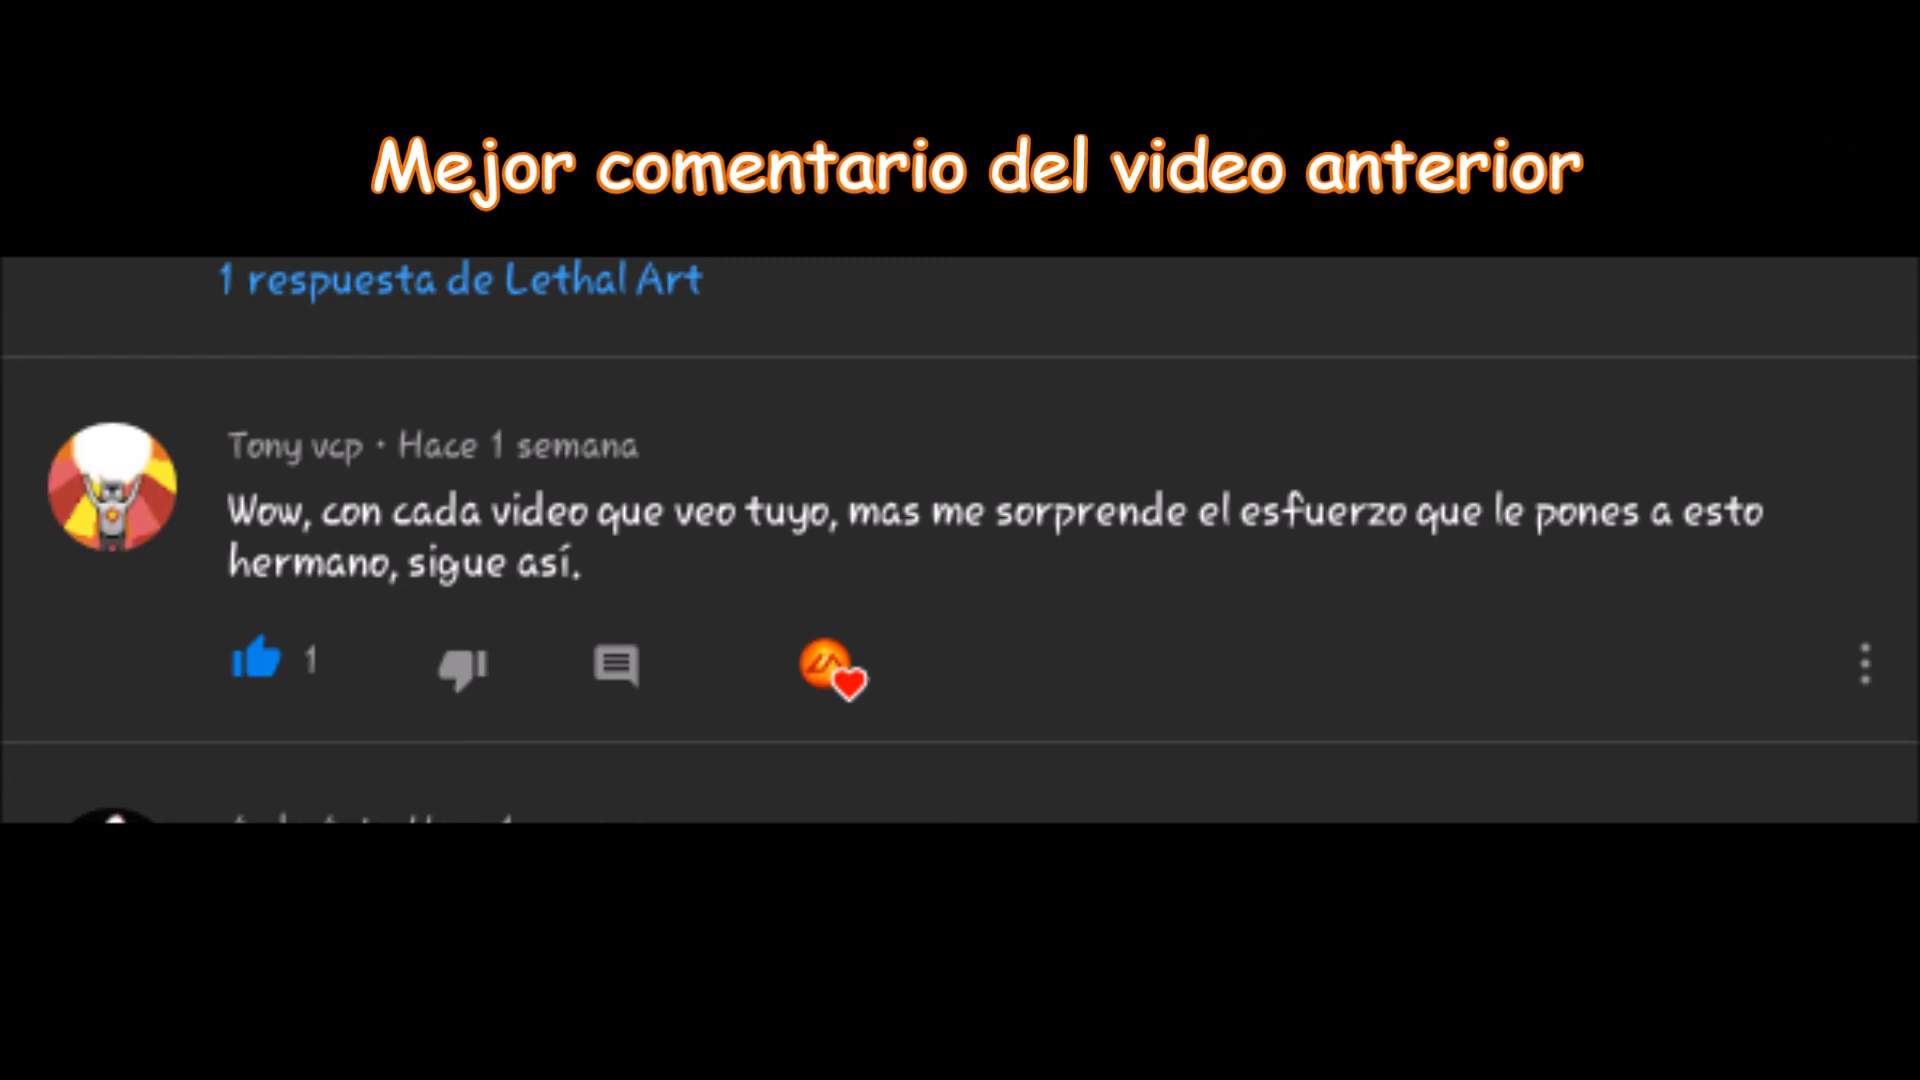 Mejor comentario del video anterior
1 respuesta de Lethal Art
Tony vcp • Hace 1 semana
Wow, con cada video que veo tuyo, mas me sorprende el esfuerzo que le pones a esto
hermano, sigue así.
1